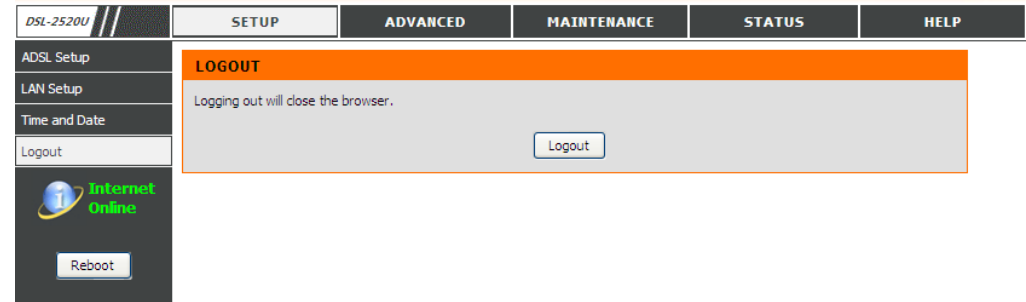 DSL-2520U
SETUP
ADVANCED
MAINTENANCE
STATUS
HELP
ADSL Setup
LAN Setup
Time and Date
Logout
Internet
Online
Reboot
LOGOUT
Logging out will close the browser.
Logout